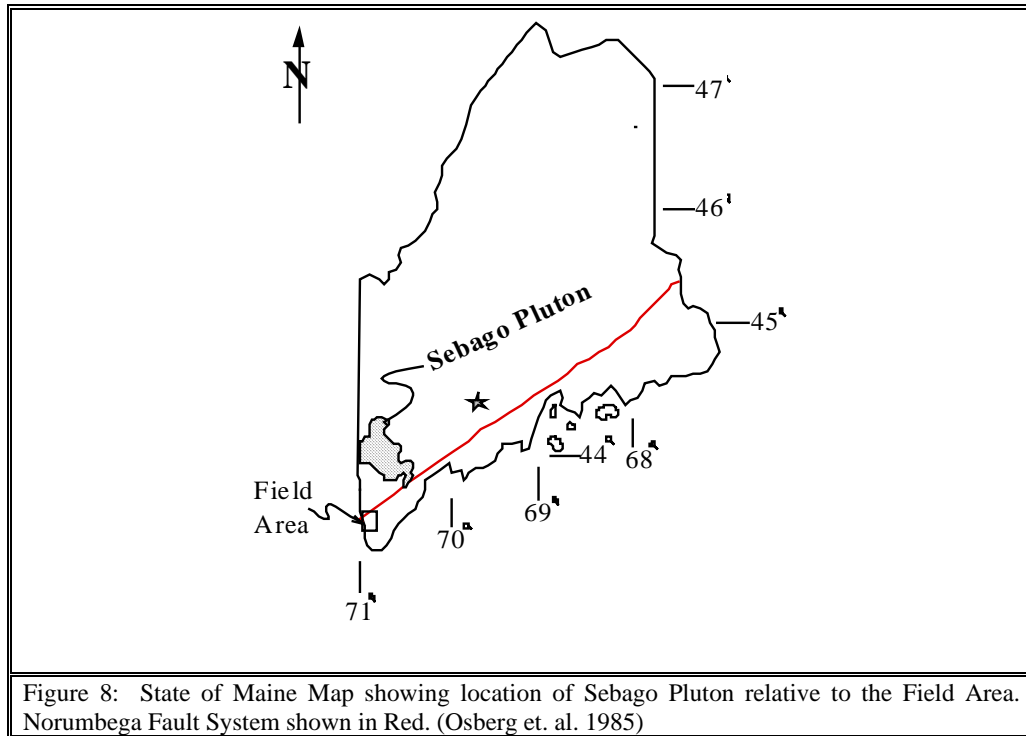 N
47
46
Sebago Pluton
45
44
68
Field
Area
69
70
71
Figure 8: State of Maine Map showing location of Sebago Pluton relative to the Field Area.
Norumbega Fault System shown in Red. (Osberg et. al. 1985)